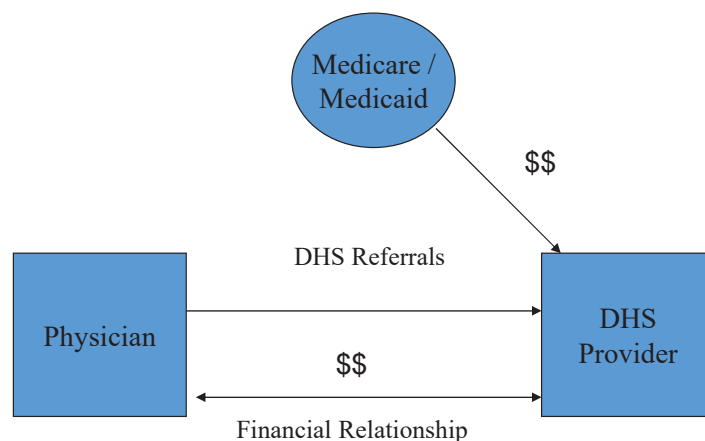 Medicare /
Medicaid
$$
DHS Referrals
Physician
DHS
Provider
$$
Financial Relationship